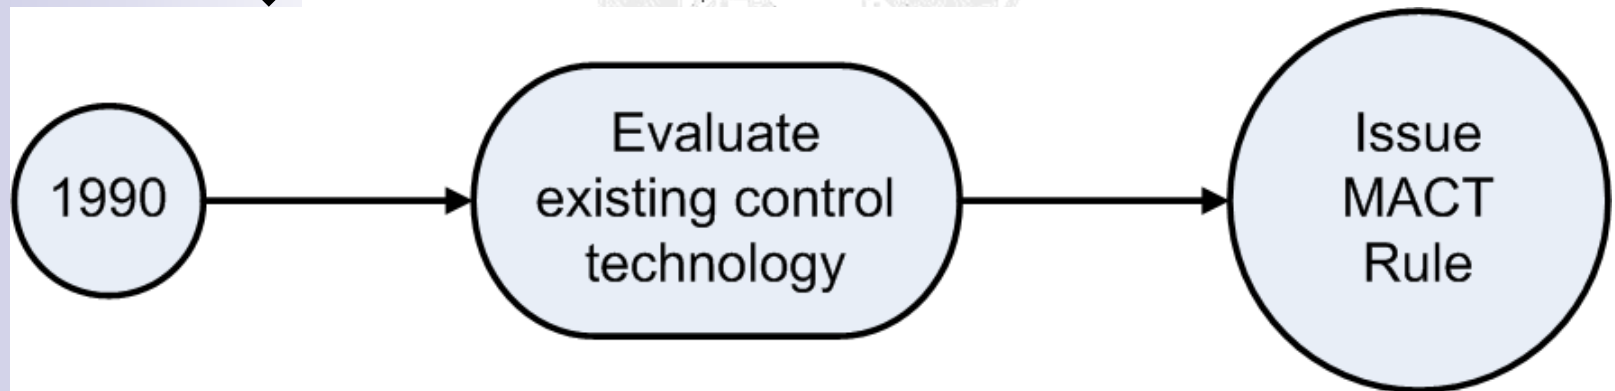 1990
Evaluate
existing control
technology
Issue
MACT
Rule